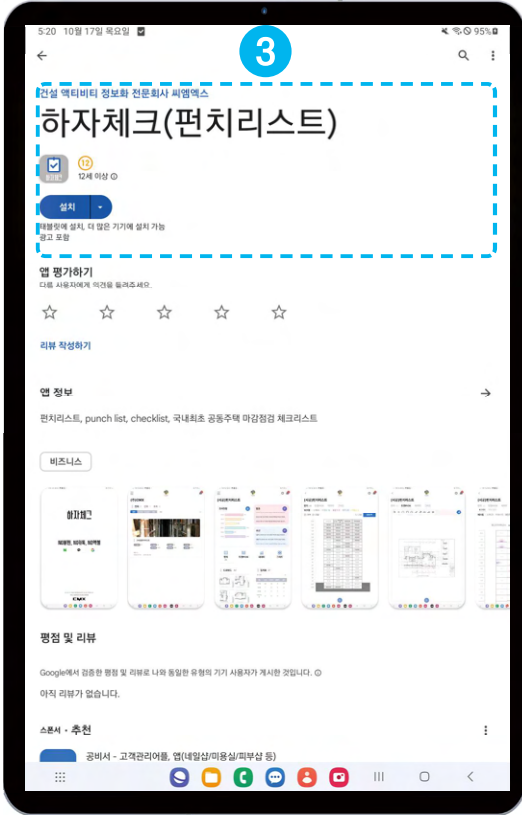 5:20 10월 17일 목요일
95%
3
건설 액티비티 정보화 전문회사 씨엠엑스
하자체크(펀치리스트)
12
12세 이상
설치
태블릿에 설치. 더 많은 기기에 설치 가능
광고 포함
앱 평가하기
다른 사용자에게 의견을 들려주세요.
리뷰 작성하기
앱 정보
펀치리스트, punch list, checklist, 국내최초 공동주택 마감점검 체크리스트
비즈니스
하자체크
CMX
평점 및 리뷰
Google에서 검증한 평점 및 리뷰로 나와 동일한 유형의 기기 사용자가 게시한 것입니다.
아직 리뷰가 없습니다.
스폰서 · 추천
공비서 - 고객관리어플, 앱(네일샵/미용실/피부샵 등)